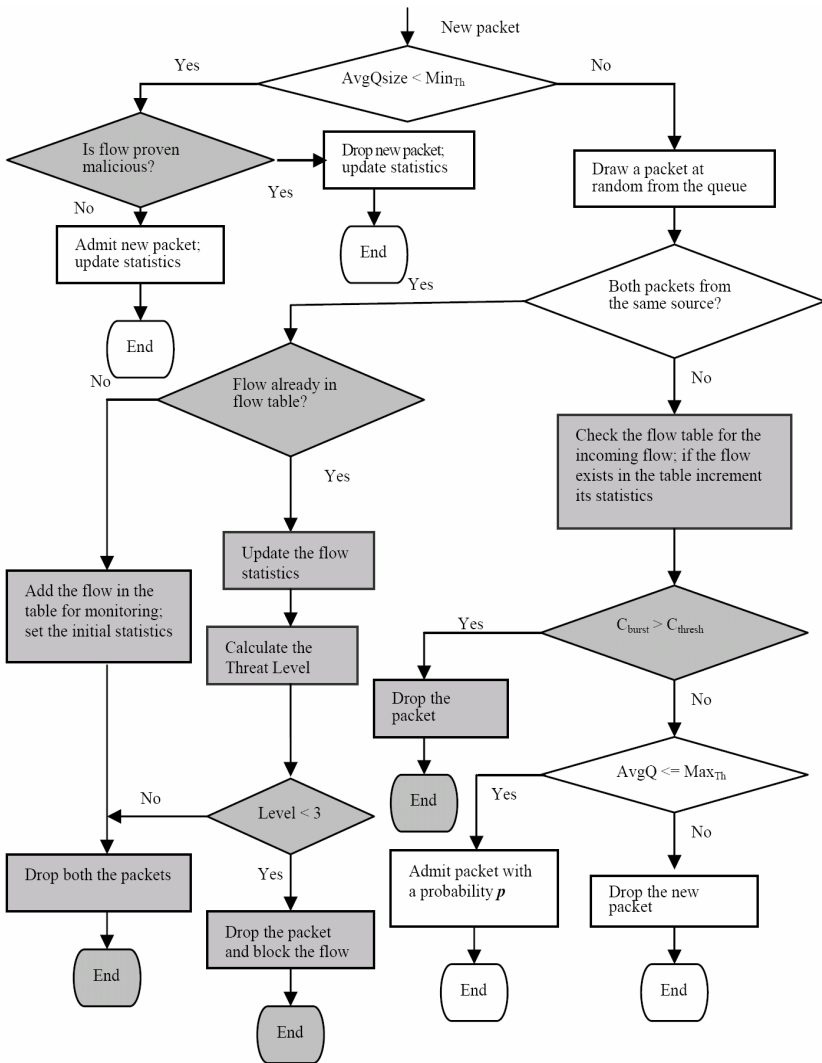 New packet
AvgQsize < MinTh
Yes
No
Is flow proven
malicious?
Yes
Drop new packet;
update statistics
End
No
Admit new packet;
update statistics
End
Draw a packet at
random from the queue
Both packets from
the same source?
Yes
No
Flow already in
flow table?
No
Yes
Add the flow in the
table for monitoring;
set the initial statistics
Update the flow
statistics
Calculate the
Threat Level
Level < 3
No
Yes
Drop both the packets
End
Drop the packet
and block the flow
End
Check the flow table for the
incoming flow; if the flow
exists in the table increment
its statistics
Cburst > Cthresh
Yes
No
Drop the
packet
End
AvgQ <= MaxTh
Yes
No
Admit packet with
a probability p
End
Drop the new
packet
End